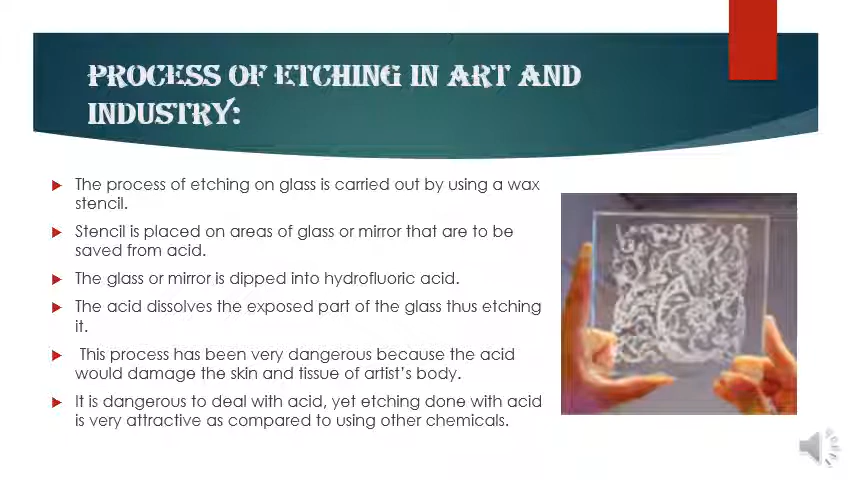 PROCESS OF ETCHING IN ART AND
INDUSTRY:
The process of etching on glass is carried out by using a wax
stencil.
Stencil is placed on areas of glass or mirror that are to be
saved from acid.
The glass or mirror is dipped into hydrofluoric acid.
The acid dissolves the exposed part of the glass thus etching
it.
This process has been very dangerous because the acid
would damage the skin and tissue of artist's body.
It is dangerous to deal with acid, yet etching done with acid
is very attractive as compared to using other chemicals.